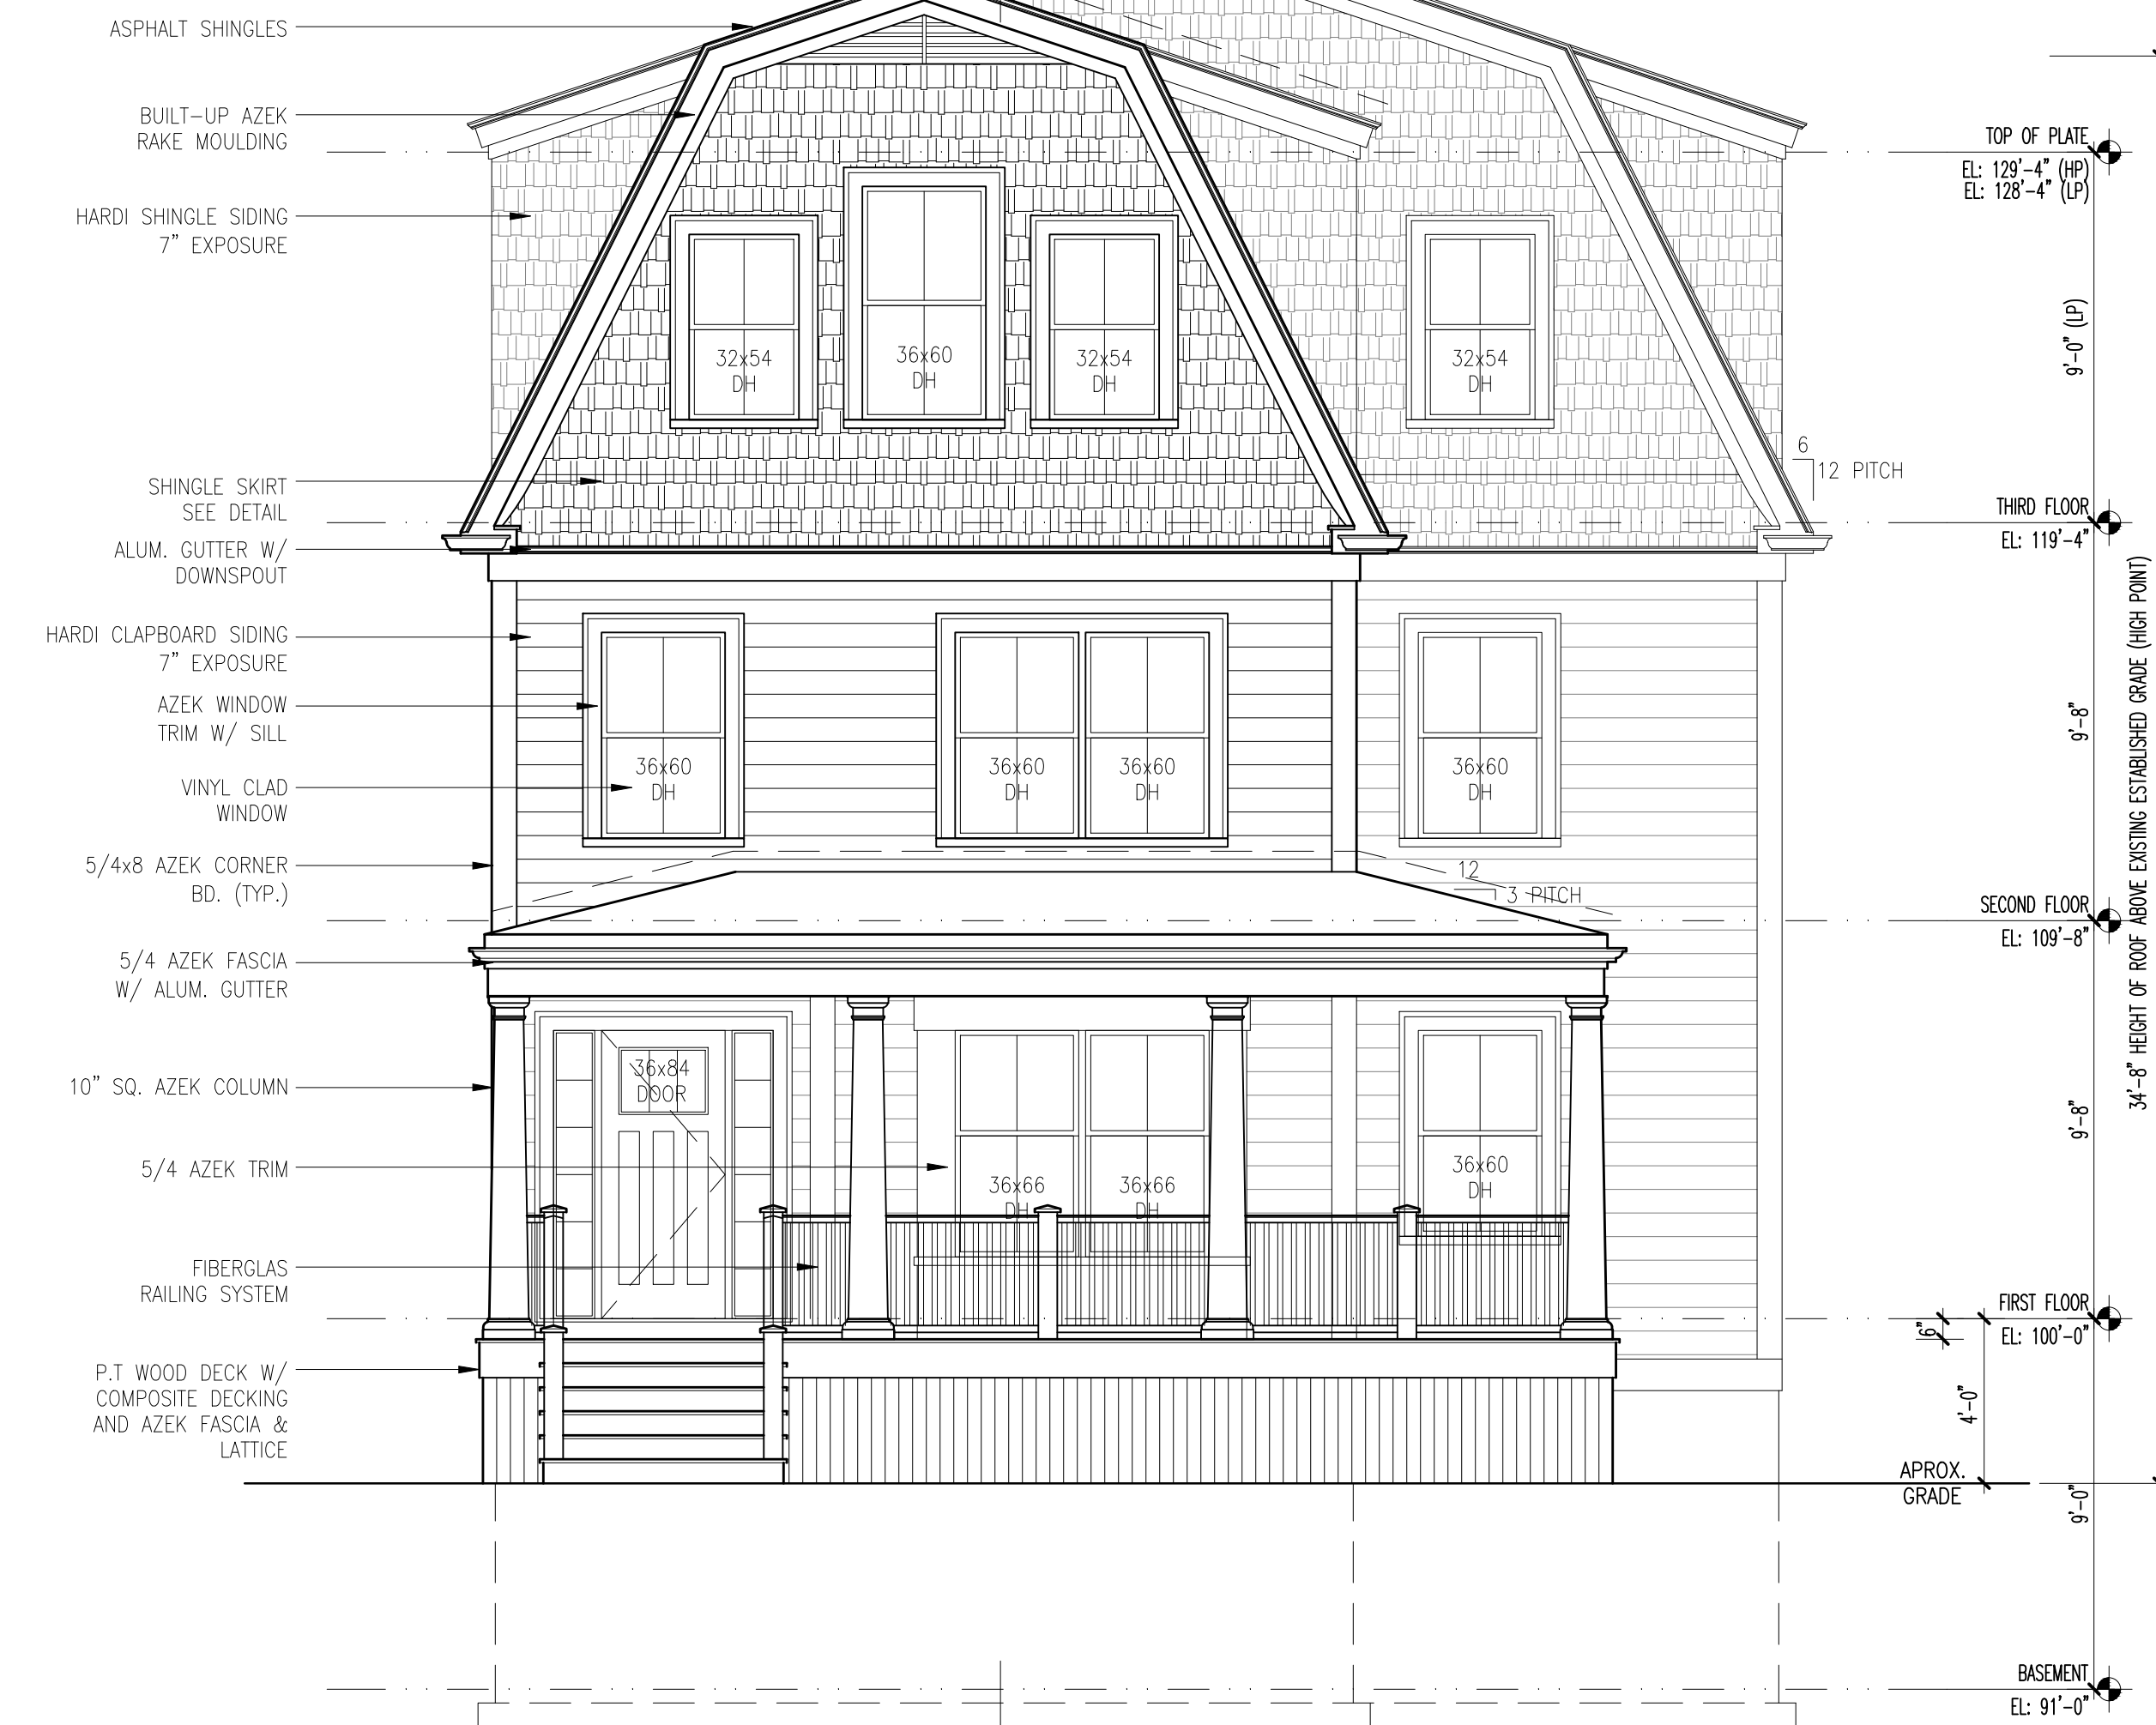 ASPHALT SHINGLES
BUILT-UP AZEK
RAKE MOULDING
HARDI SHINGLE SIDING
7" EXPOSURE
SHINGLE SKIRT
SEE DETAIL
ALUM. GUTTER W/
DOWNSPOUT
HARDI CLAPBOARD SIDING
7" EXPOSURE
AZEK WINDOW
TRIM W/ SILL
VINYL CLAD
WINDOW
5/4x8 AZEK CORNER
BD. (TYP.)
5/4 AZEK FASCIA
W/ ALUM. GUTTER
10" SQ. AZEK COLUMN
5/4 AZEK TRIM
FIBERGLAS
RAILING SYSTEM
P.T WOOD DECK W/
COMPOSITE DECKING
AND AZEK FASCIA &
LATTICE
32x54
DH
36x60
DH
32x54
DH
32x54
DH
6
12 PITCH
36x60
DH
36x60
DH
36x60
DH
36x60
DH
12
3 PITCH
36x84
DOOR
36x66
DH
36x66
DH
36x60
DH
TOP OF PLATE
EL: 129'-4" (HP)
EL: 128'-4" (LP)
9'-0" (LP)
THIRD FLOOR
EL: 119'-4"
9'-8"
SECOND FLOOR
EL: 109'-8"
9'-8"
FIRST FLOOR
EL: 100'-0"
6"
4'-0"
APROX.
GRADE
9'-0"
BASEMENT
EL: 91'-0"
34'-8" HEIGHT OF ROOF ABOVE EXISTING ESTABLISHED GRADE (HIGH POINT)